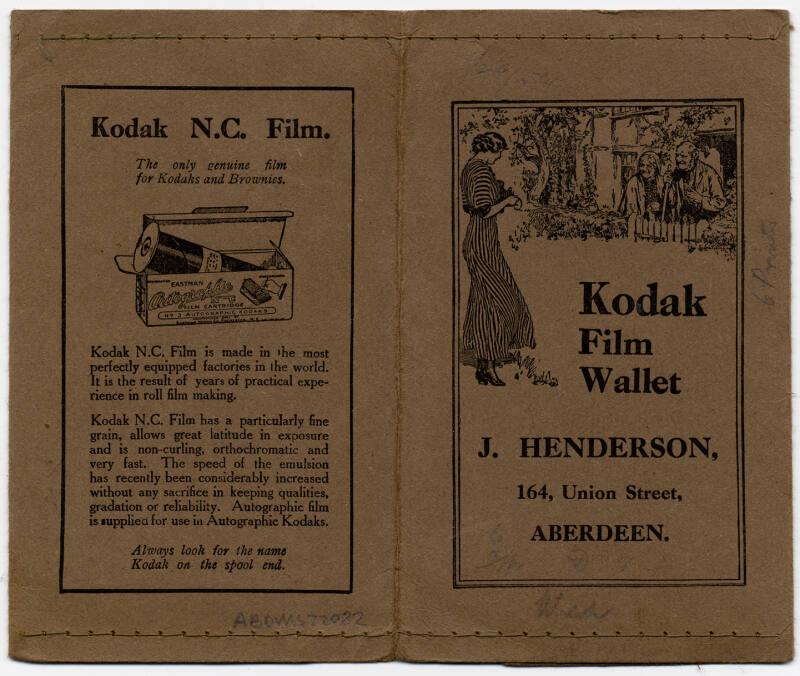 Kodak N.C. Film.
The only genuine film
for Kodaks and Brownies.
EASTMAN
Autographic
FILM CARTRIDGE
No 3 AUTOGRAPHIC KODAKS
Kodak N.C. Film is made in the most
perfectly equipped factories in the world.
It is the result of years of practical expe-
rience in roll film making.
Kodak N.C. Film has a particularly fine
grain, allows great latitude in exposure
and is non-curling, orthochromatic and
very fast. The speed of the emulsion
has recently been considerably increased
without any sacrifice in keeping qualities,
gradation or reliability. Autographic film
is supplied for use in Autographic Kodaks.
Always look for the name
Kodak on the spool end.
ABDMS72082
Kodak
Film
Wallet
J. HENDERSON,
164, Union Street,
ABERDEEN.
6 Prints
6